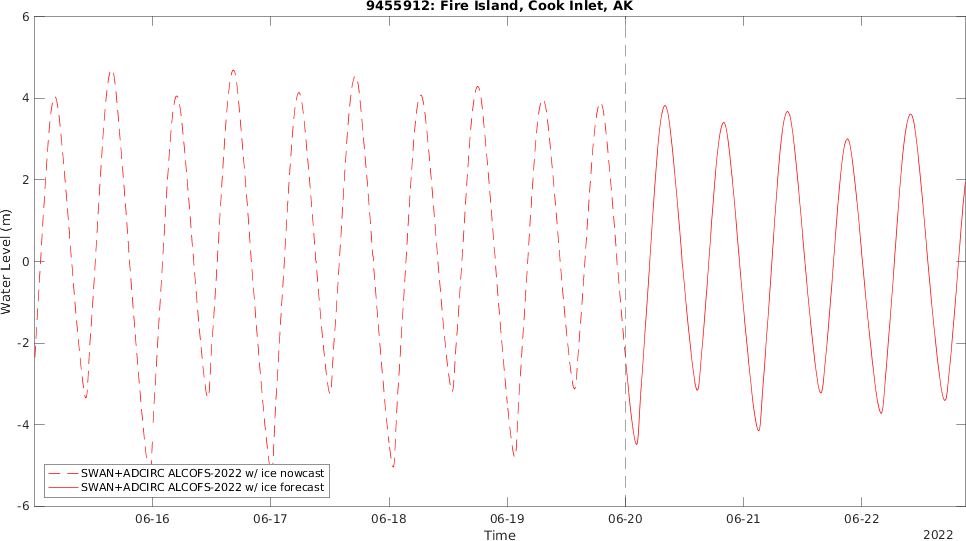 9455912: Fire Island, Cook Inlet, AK
6
4
2
0
-2
-4
-6
Water Level (m)
SWAN+ADCIRC ALCOFS-2022 w/ ice nowcast
SWAN+ADCIRC ALCOFS-2022 w/ ice forecast
06-16 06-17 06-18 06-19 06-20 06-21 06-22
Time
2022